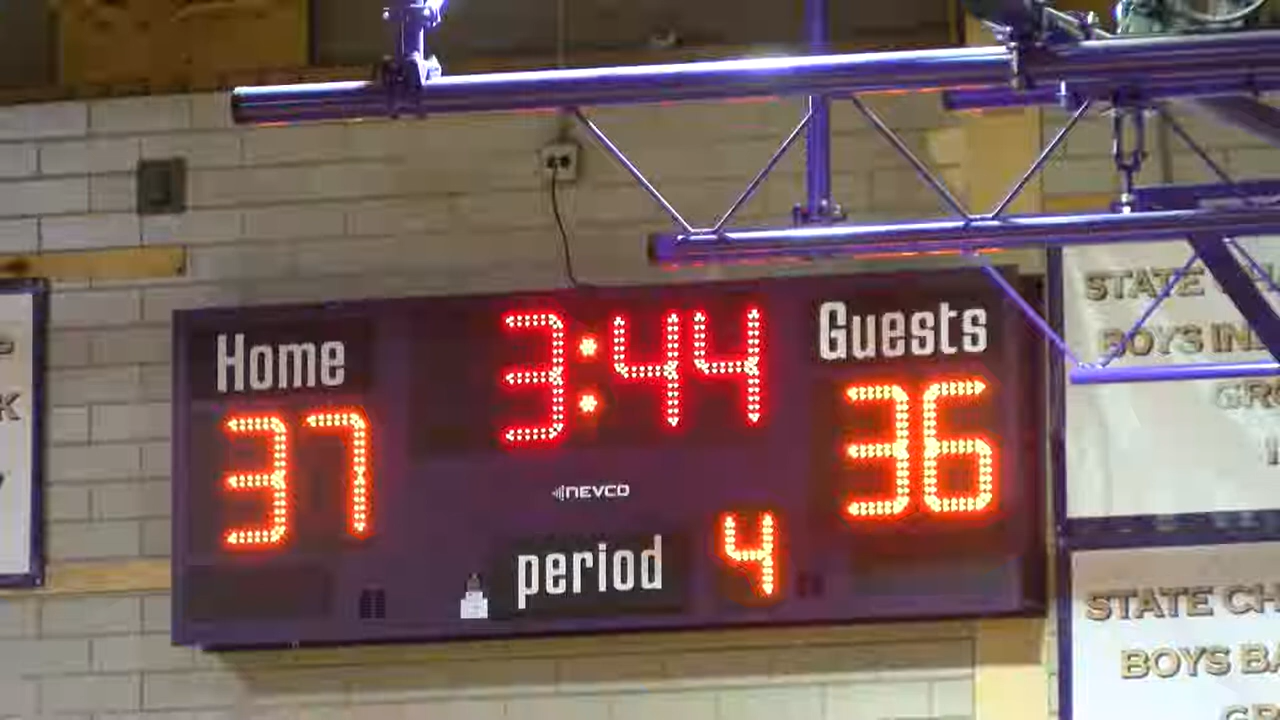 3:44
Home
Guests
37
36
NEVCO
period
4
STATE
BOYS
STATE
BOYS
K